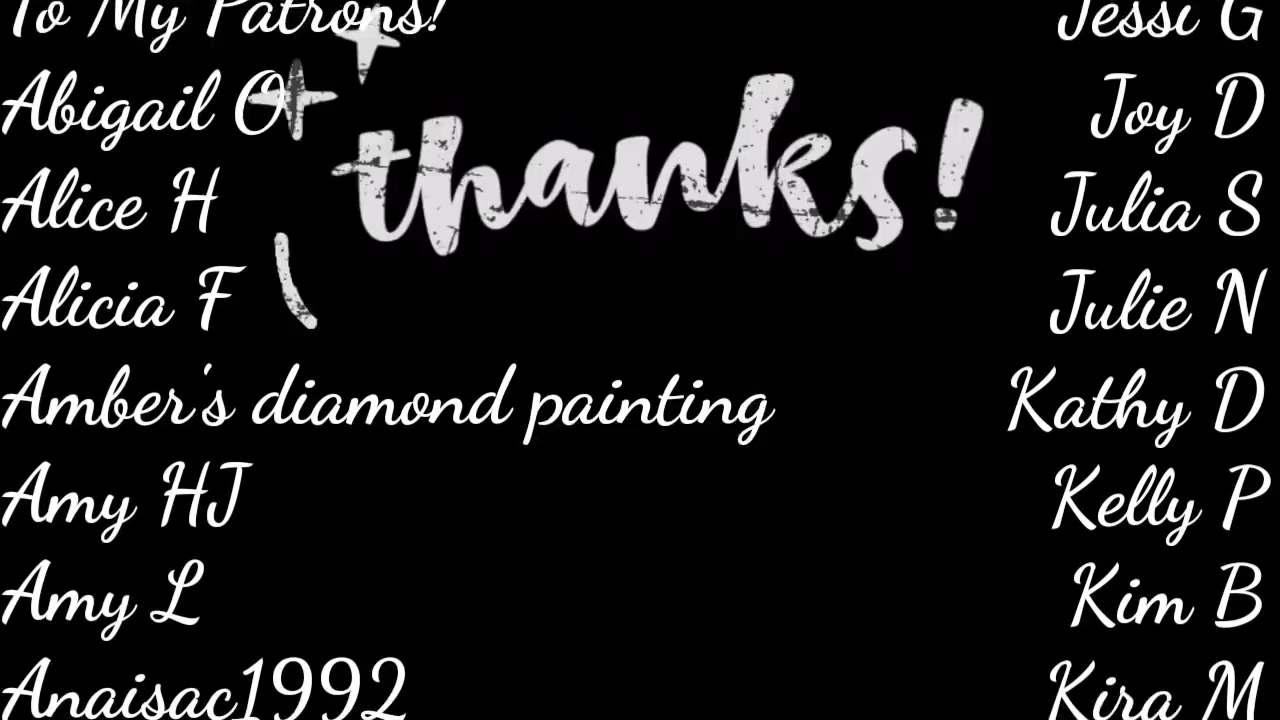 To My Patrons!
Abigail O
Alice H
Alicia F
Amber's diamond painting
Amy HJ
Amy L
Anaisac1992
thanks!
Jessi G
Joy D
Julia S
Julie N
Kathy D
Kelly P
Kim B
Kira M